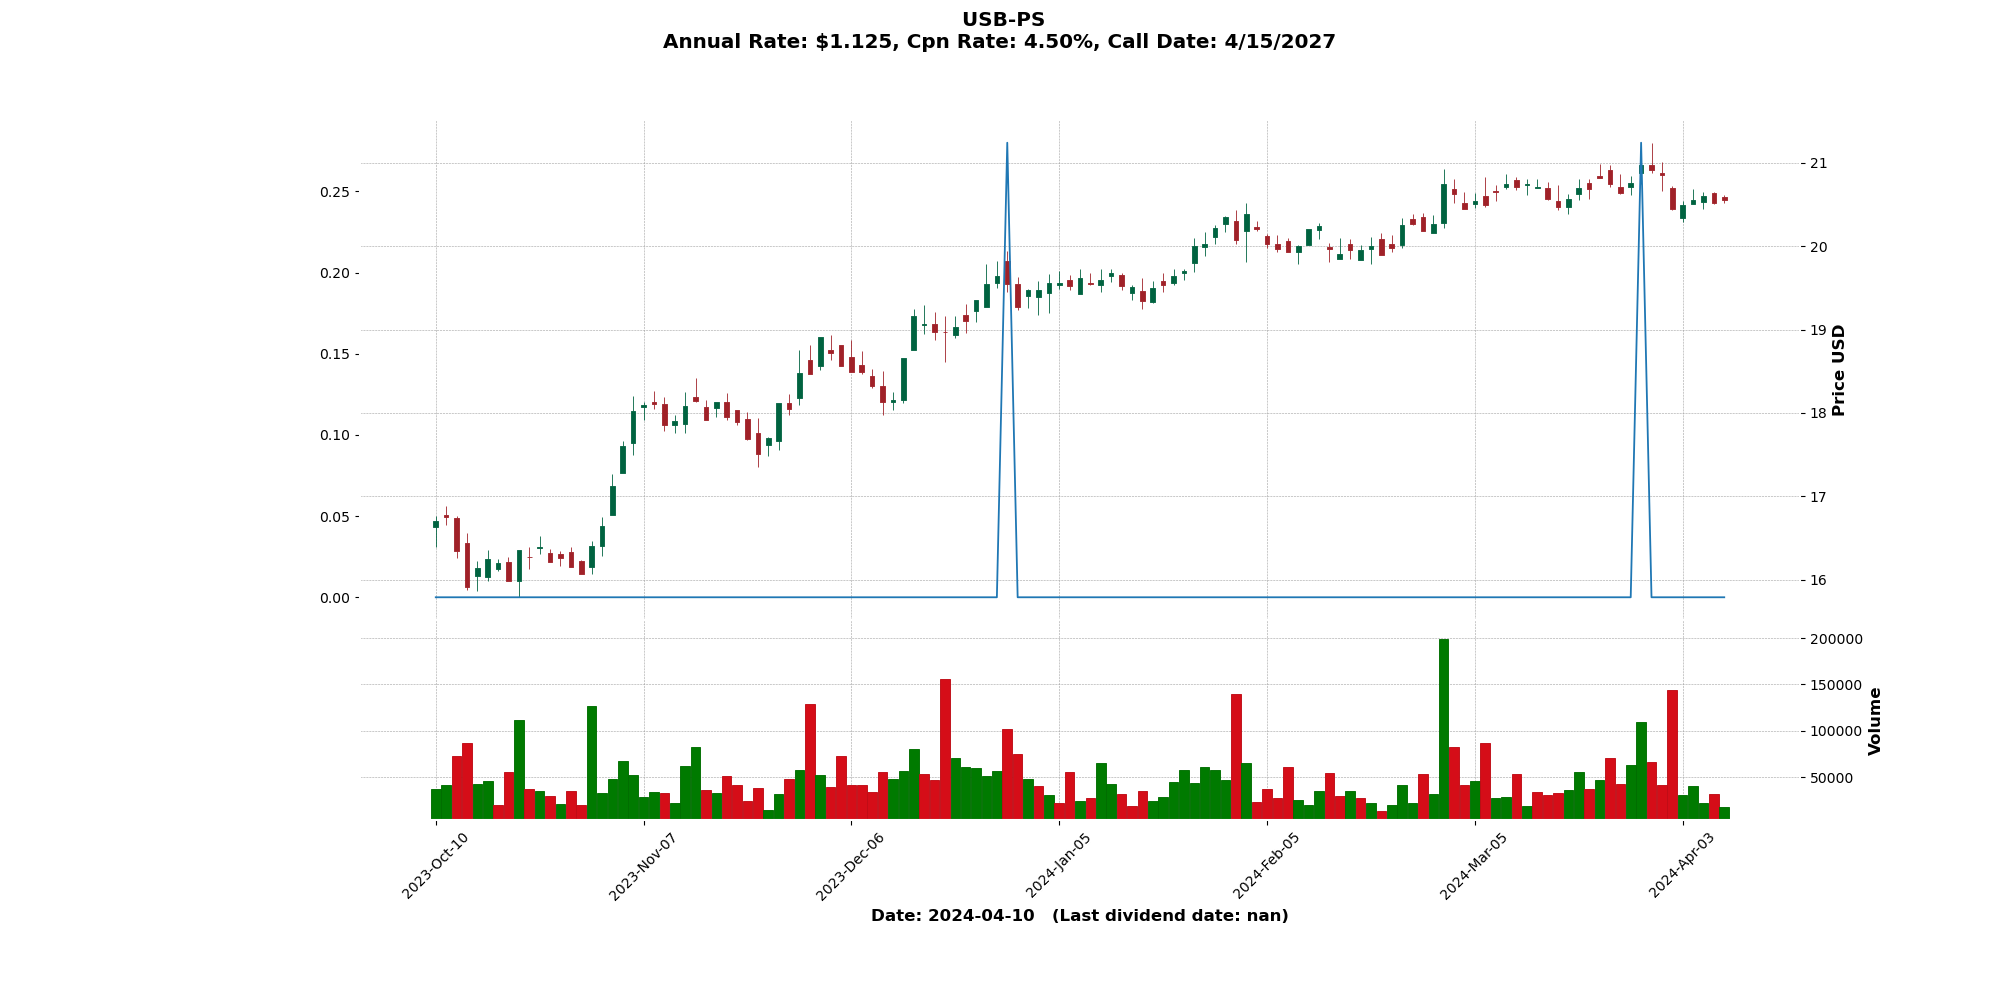 USB-PS
Annual Rate: $1.125, Cpn Rate: 4.50%, Call Date: 4/15/2027
0.25
0.20
0.15
0.10
0.05
0.00
21
20
19
18
17
16
Price USD
200000
150000
100000
50000
Volume
2023-Oct-10
2023-Nov-07
2023-Dec-06
2024-Jan-05
2024-Feb-05
2024-Mar-05
2024-Apr-03
Date: 2024-04-10 (Last dividend date: nan)